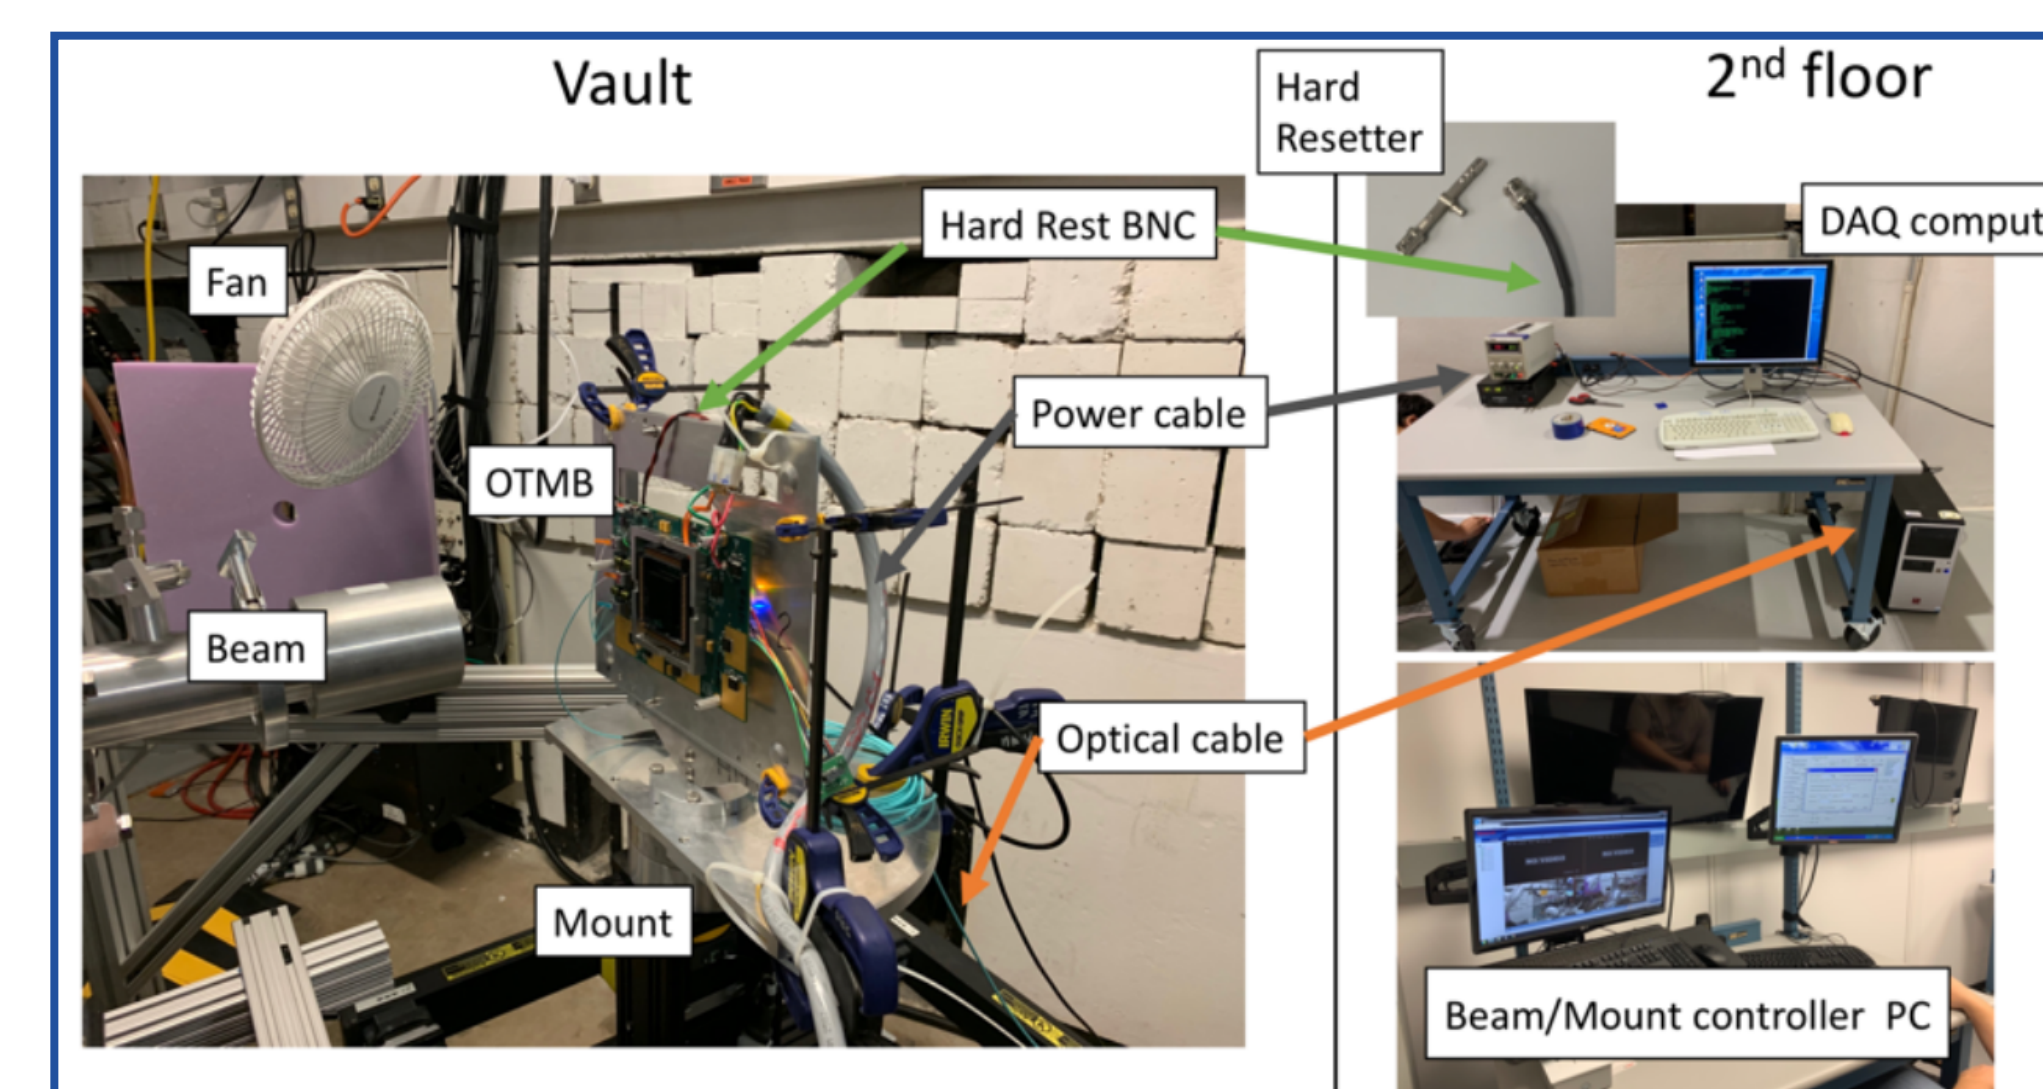 Vault
2nd floor
Hard
Resetter
Hard Rest BNC
DAQ comput
Fan
Power cable
OTMB
Beam
IRWIN
Optical cable
Mount
Beam/Mount controller PC